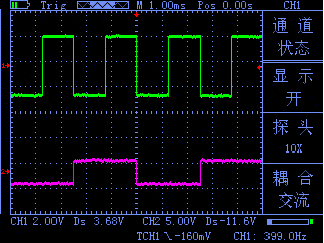 Trig M 1.00ms Pos 0.00s CH1
通道
状态
显示
开
探头
10X
耦合
交流
1
2
CH1 2.00V Ds 3.68V CH2 5.00V Ds-11.6V
TCH1 -160mV CH1: 399.0Hz